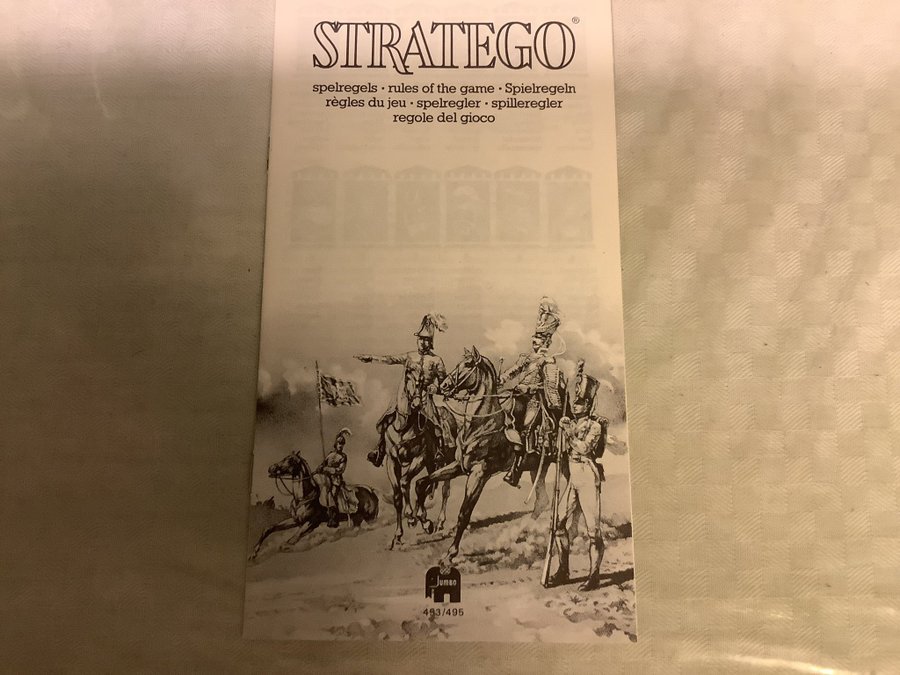 STRATEGO®
spelregels · rules of the game · Spielregeln
règles du jeu · spelregler · spilleregler
regole del gioco
Jumbo
493/495